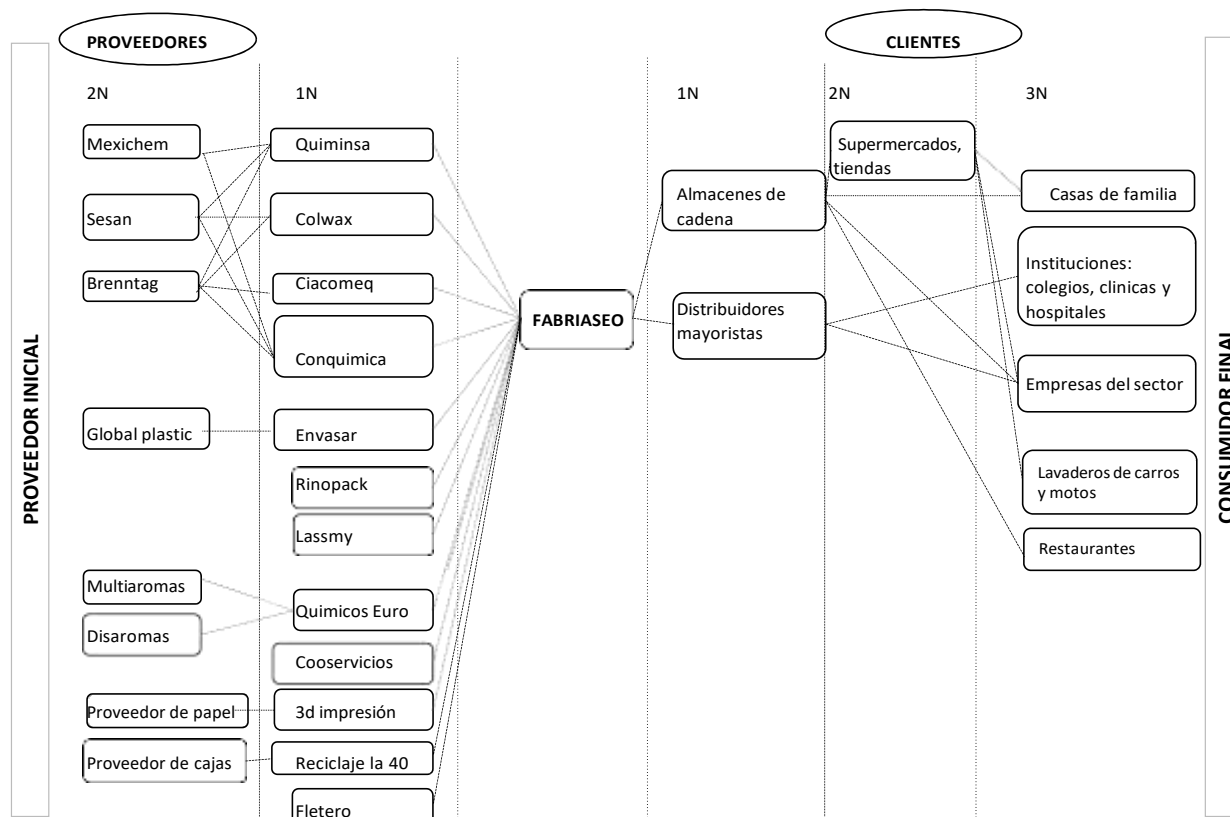 PROVEEDORES
CLIENTES
2N
1N
1N
2N
3N
PROVEEDOR INICIAL
Mexichem
Sesan
Brenntag
Global plastic
Multiaromas
Disaromas
Proveedor de papel
Proveedor de cajas
Quiminsa
Colwax
Ciacomeq
Conquimica
Envasar
Rinopack
Lassmy
Quimicos Euro
Cooservicios
3d impresión
Reciclaje la 40
Fletero
FABRIASEO
Almacenes de
cadena
Distribuidores
mayoristas
Supermercados,
tiendas
Casas de familia
Instituciones:
colegios, clinicas y
hospitales
Empresas del sector
Lavaderos de carros
y motos
Restaurantes
CONSUMIDOR FINAL